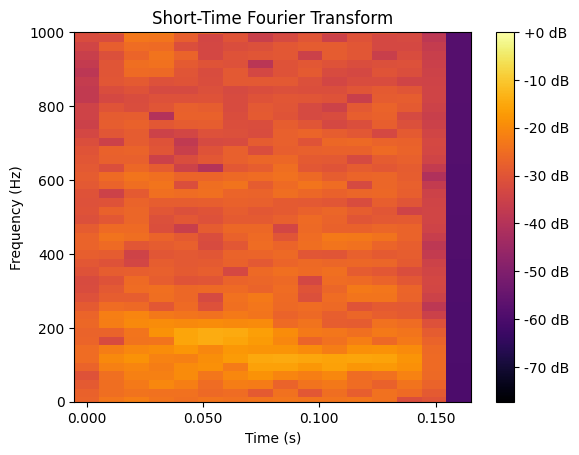 Short-Time Fourier Transform
1000
800
600
400
200
0
Frequency (Hz)
0.000
0.050
0.100
0.150
Time (s)
+0 dB
-10 dB
-20 dB
-30 dB
-40 dB
-50 dB
-60 dB
-70 dB